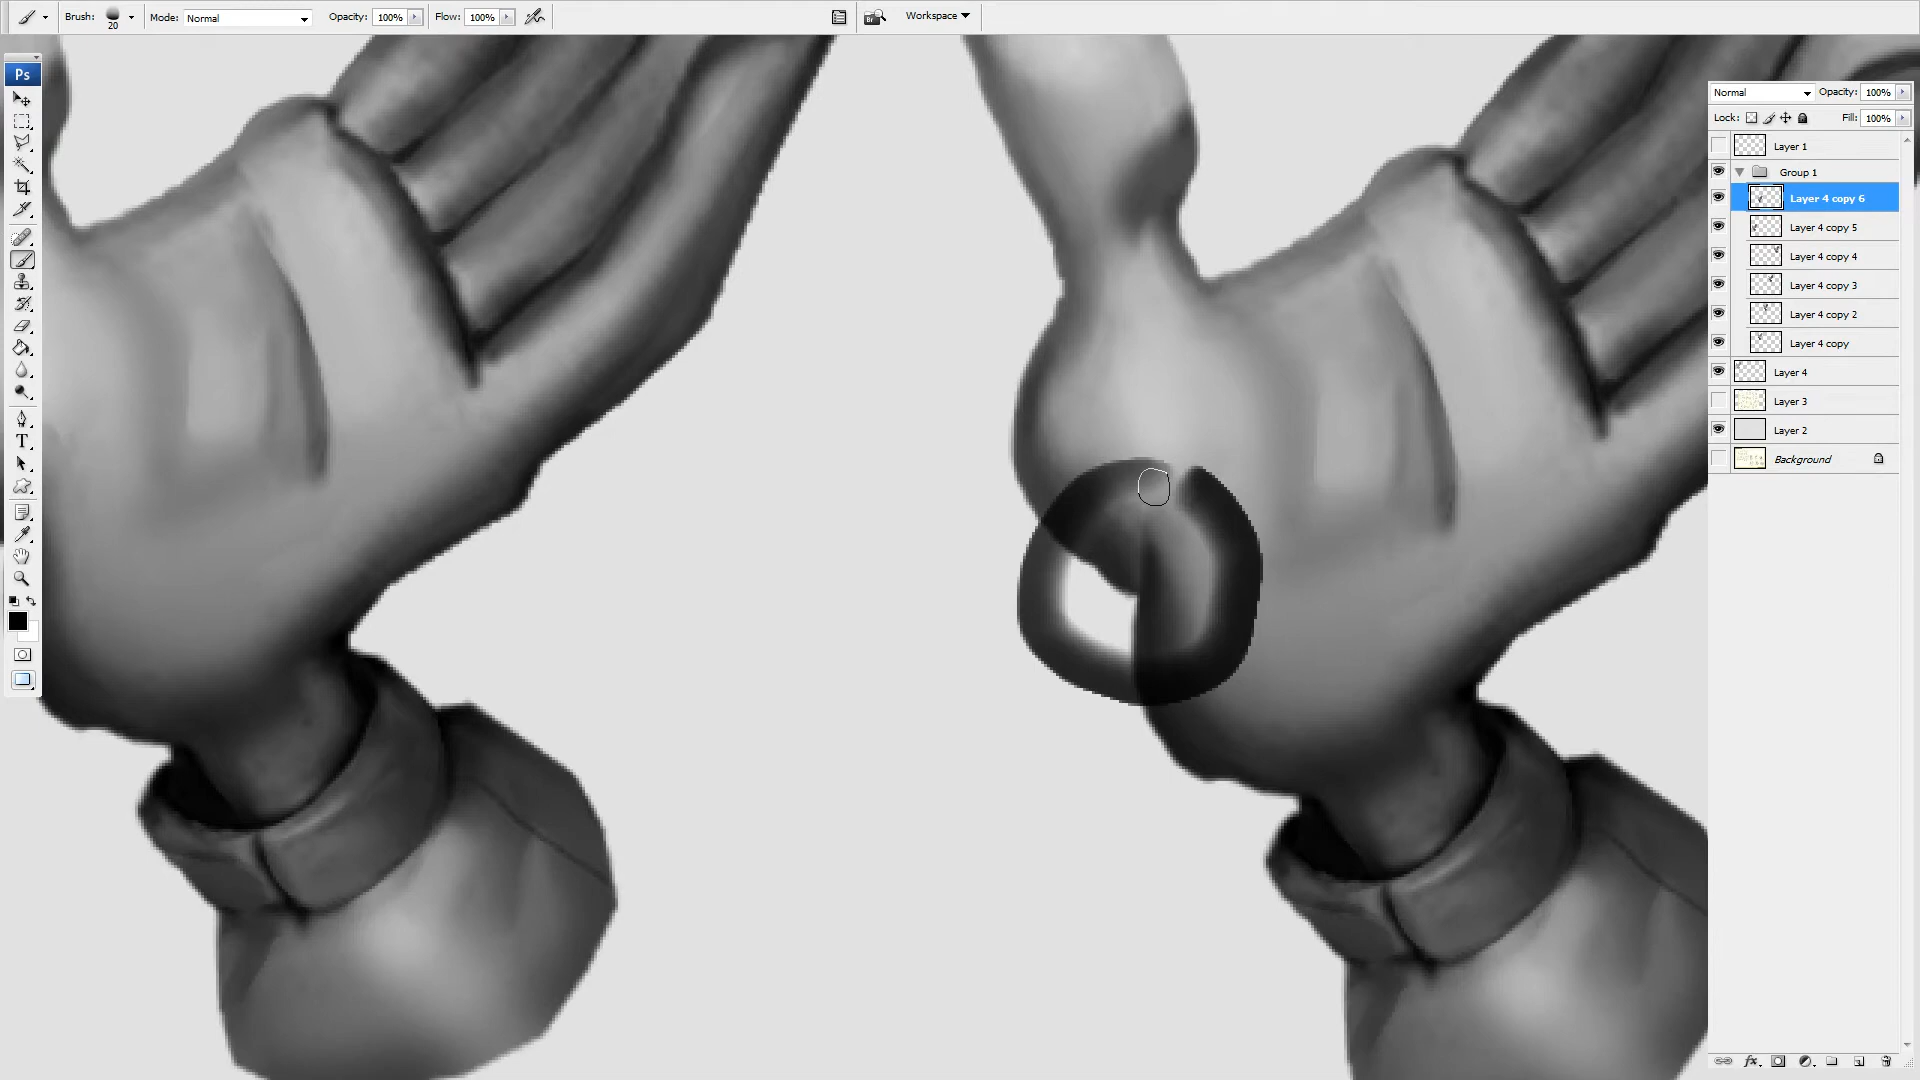 Brush: 20 Mode: Normal Opacity: 100% Flow: 100% Br Workspace
Ps
T
Normal Opacity: 100%
Lock: Fill: 100%
Layer 1
Group 1
Layer 4 copy 6
Layer 4 copy 5
Layer 4 copy 4
Layer 4 copy 3
Layer 4 copy 2
Layer 4 copy
Layer 4
Layer 3
Layer 2
Background
fx